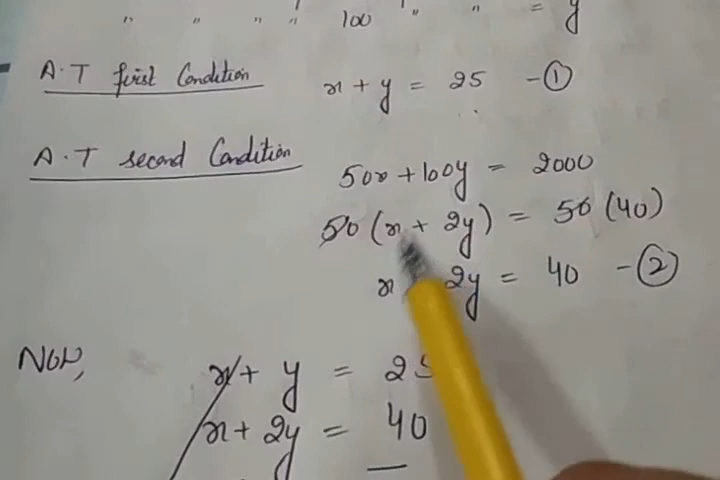 " " " " 100 " " " = y
A.T first Condition x + y = 25 - ①
A.T second Condition
50x + 100y = 2000
50 (x + 2y) = 50 (40)
x 2y = 40 - ②
Now,
x + y = 25
x + 2y = 40